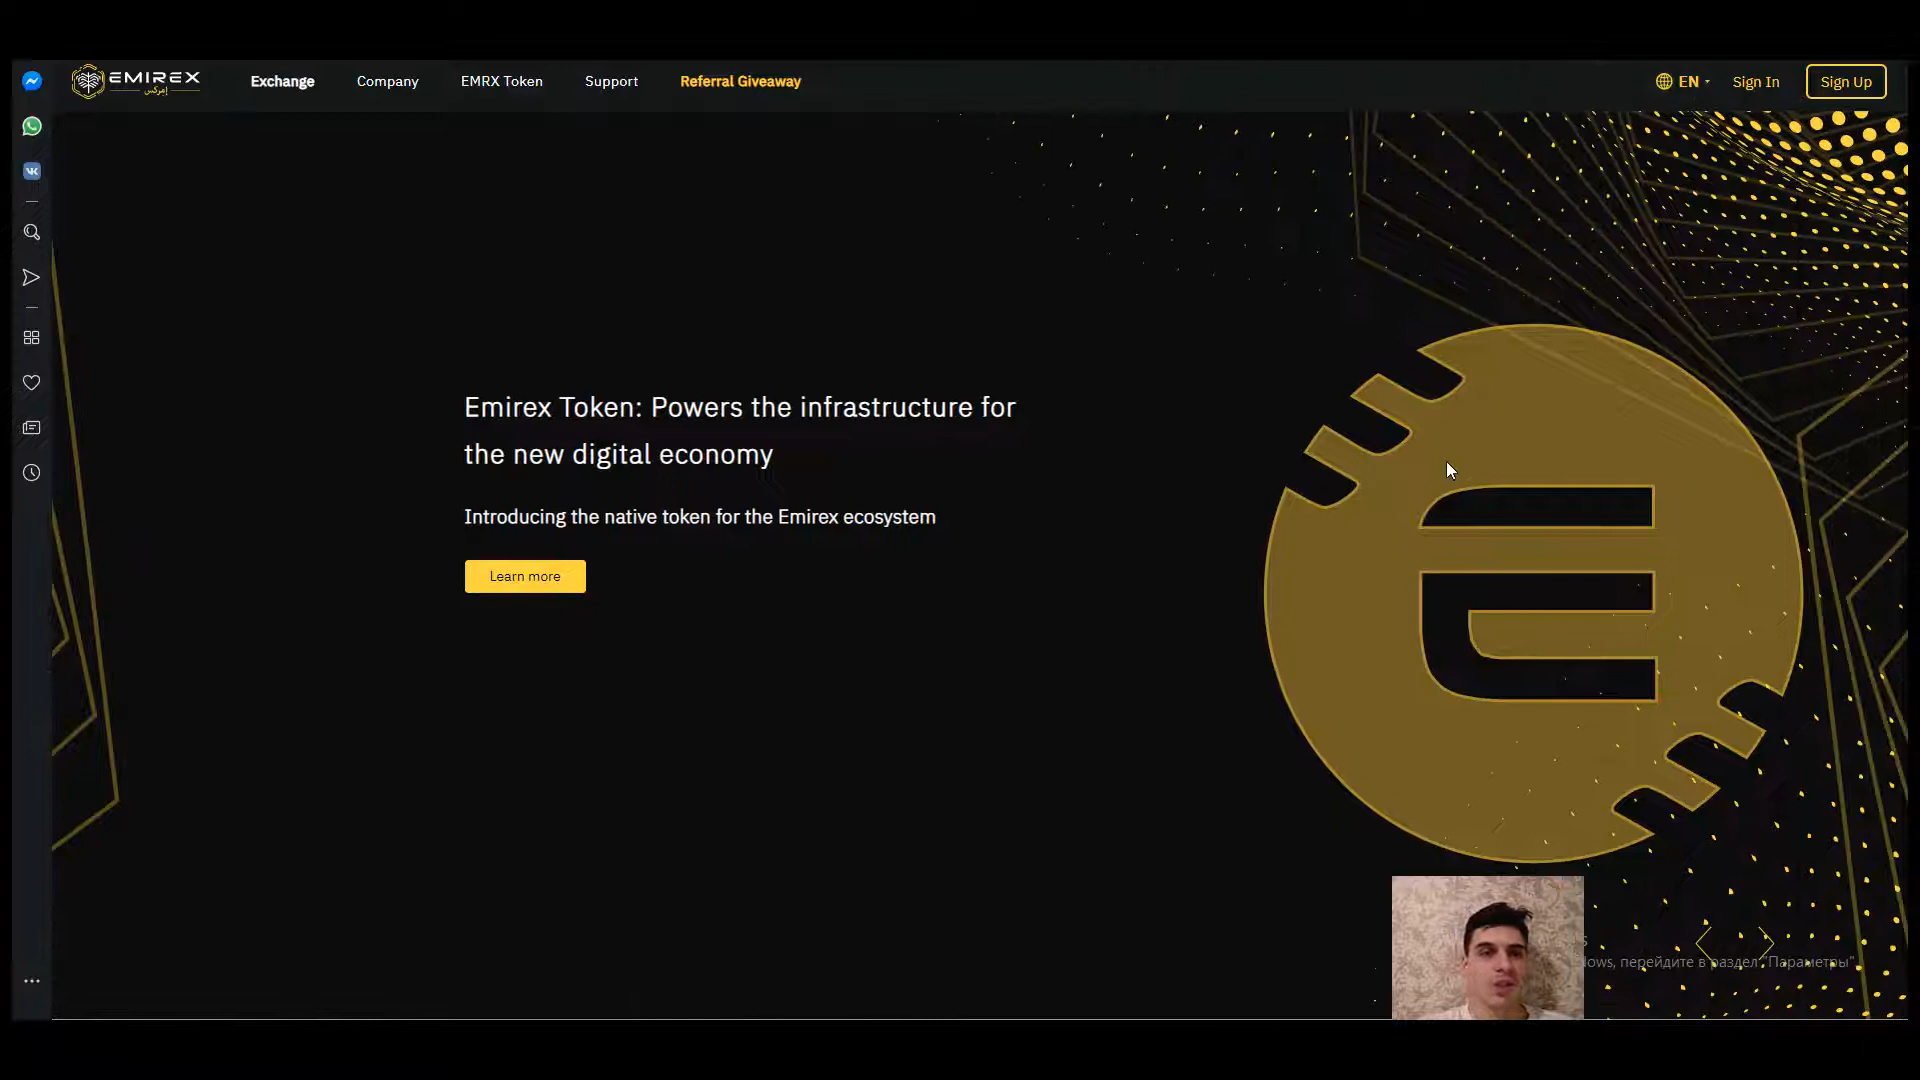 EMIREX
إمركس
Exchange
Company
EMRX Token
Support
Referral Giveaway
EN
Sign In
Sign Up
Emirex Token: Powers the infrastructure for
the new digital economy
Introducing the native token for the Emirex ecosystem
Learn more
перейдите в раздел "Параметры"